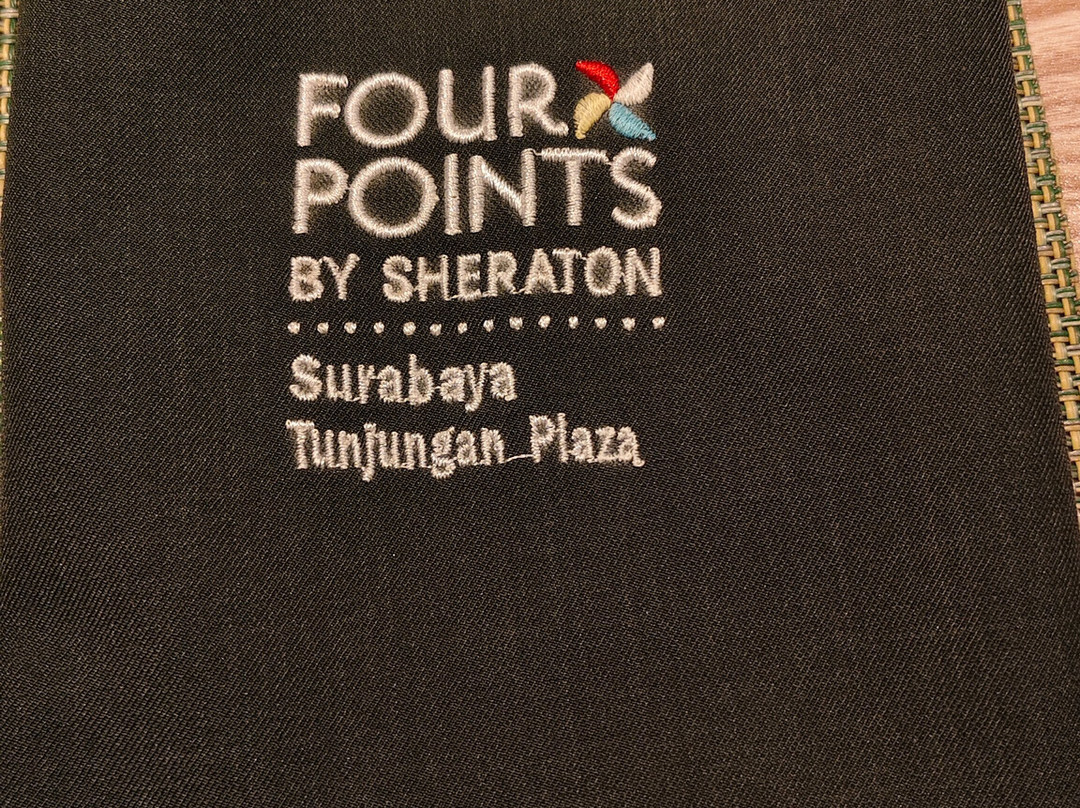 FOUR
POINTS
BY SHERATON
Surabaya
Tunjungan Plaza